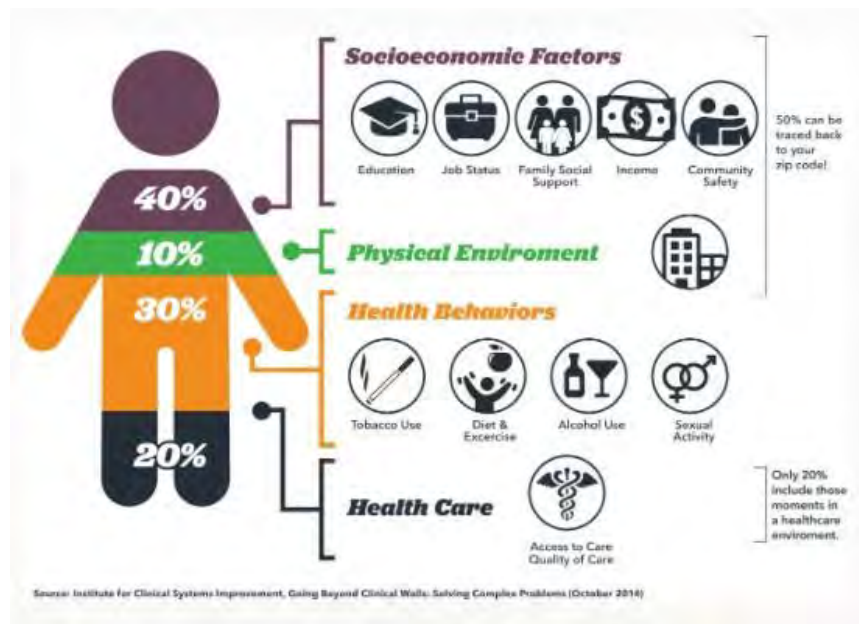 Socioeconomic Factors
Education
Job Status
Family Social
Support
Income
Community
Safety
50% can be
traced back
to your
zip code!
40%
10%
Physical Enviroment
30%
Health Behaviors
Tobacco Use
Diet &
Excercise
Alcohol Use
Sexual
Activity
20%
Health Care
Access to Care
Quality of Care
Only 20%
include those
moments in
a healthcare
enviroment.
Source: Institute for Clinical Systems Improvement, Going Beyond Clinical Walls: Solving Complex Problems (October 2014)